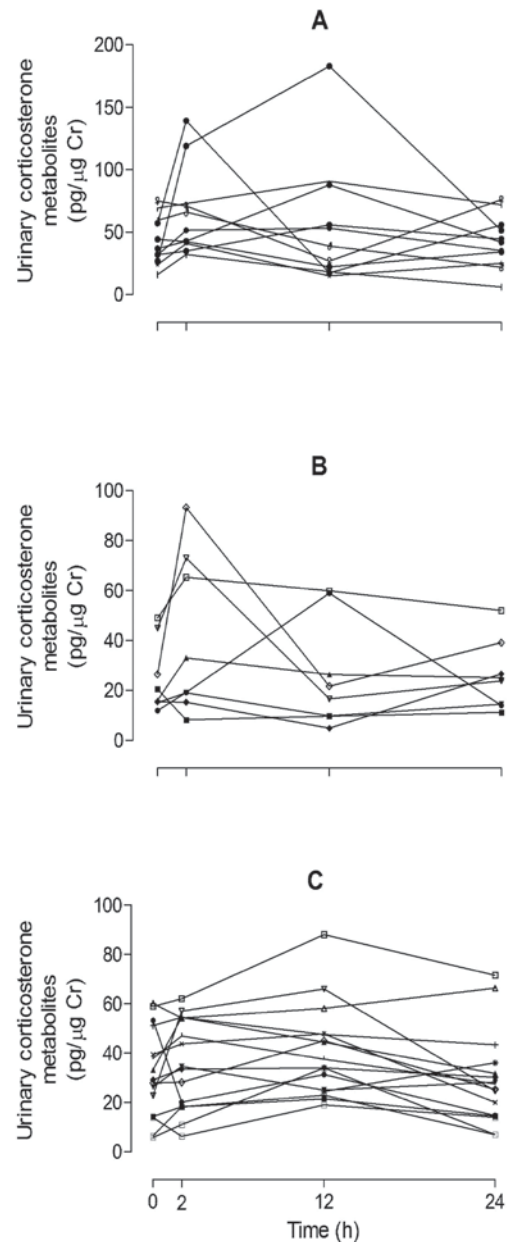 A
200
150
100
50
0
Urinary corticosterone
metabolites
(pg/μg Cr)
B
100
80
60
40
20
0
Urinary corticosterone
metabolites
(pg/μg Cr)
C
100
80
60
40
20
0
Urinary corticosterone
metabolites
(pg/μg Cr)
0 2 12 24
Time (h)